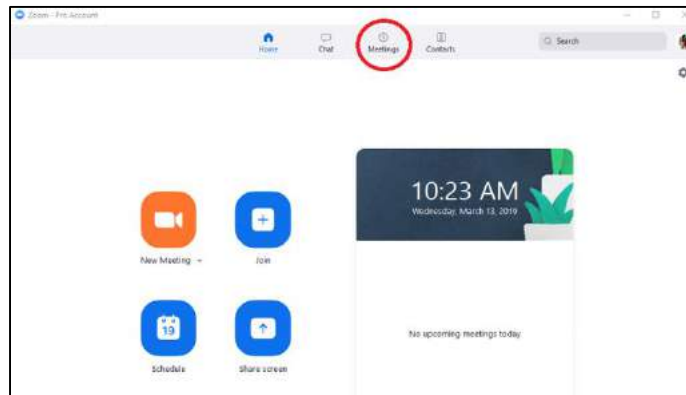 Zoom - Pro Account
Home Chat Meetings Contacts Search
10:23 AM
Wednesday, March 13, 2019
New Meeting Join
19
Schedule Share screen
No upcoming meetings today